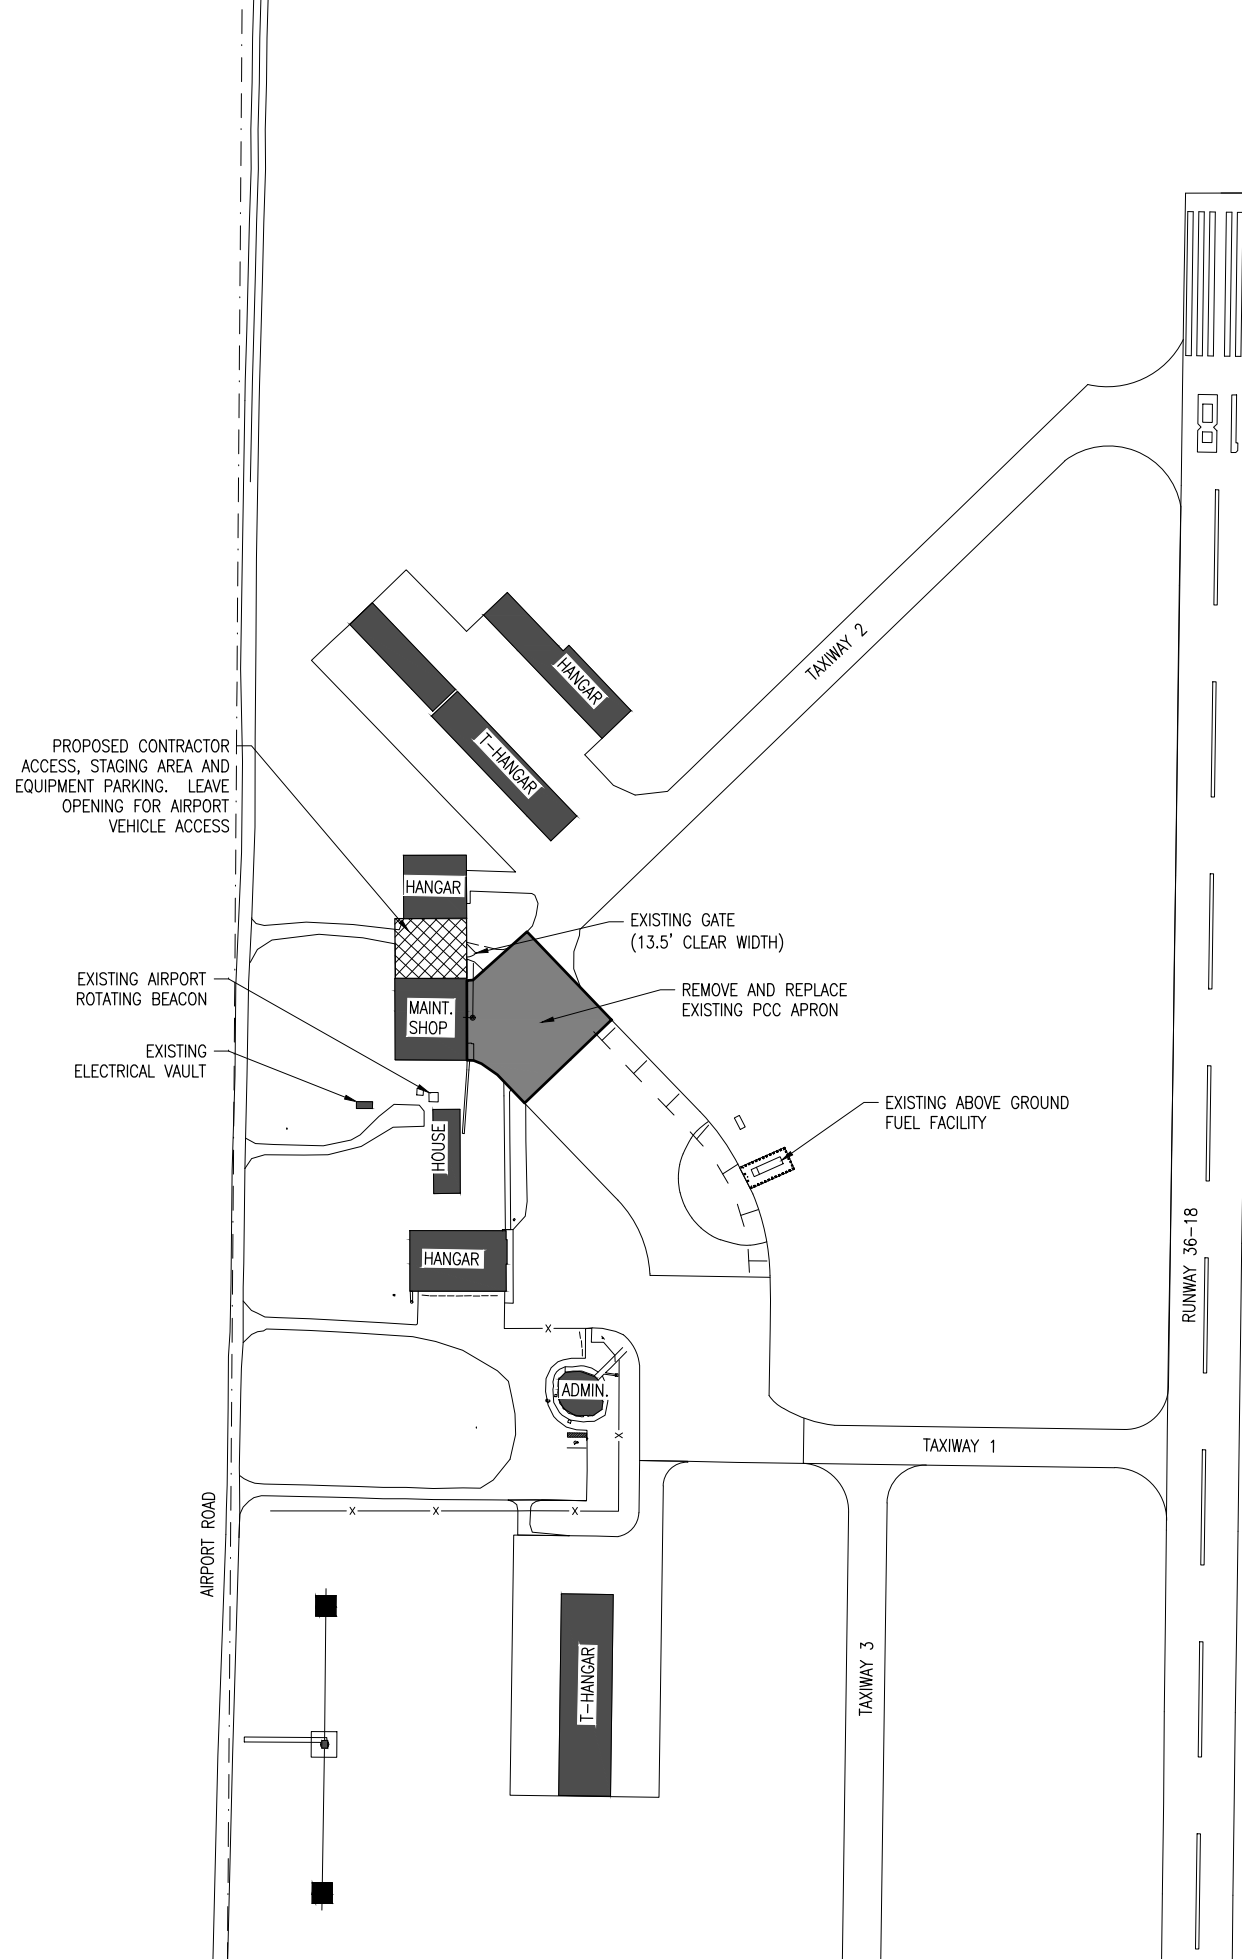 TAXIWAY 2
HANGAR
T-HANGAR
PROPOSED CONTRACTOR
ACCESS, STAGING AREA AND
EQUIPMENT PARKING. LEAVE
OPENING FOR AIRPORT
VEHICLE ACCESS
HANGAR
EXISTING GATE
(13.5' CLEAR WIDTH)
EXISTING AIRPORT
ROTATING BEACON
MAINT.
SHOP
REMOVE AND REPLACE
EXISTING PCC APRON
EXISTING
ELECTRICAL VAULT
HOUSE
EXISTING ABOVE GROUND
FUEL FACILITY
HANGAR
RUNWAY 36-18
X
ADMIN.
X
TAXIWAY 1
AIRPORT ROAD
X
X
X
T-HANGAR
TAXIWAY 3